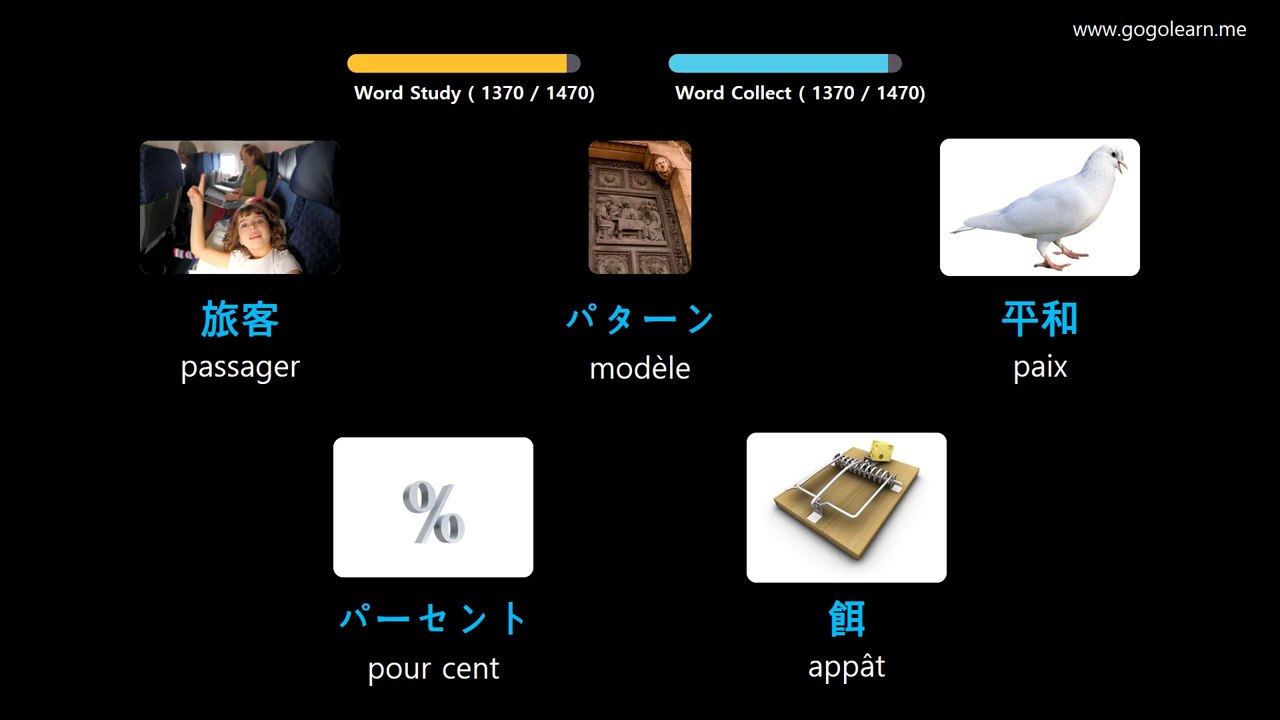 www.gogolearn.me
Word Study ( 1370 / 1470)
Word Collect ( 1370 / 1470)
旅客
passager
パターン
modèle
平和
paix
%
パーセント
pour cent
餌
appât